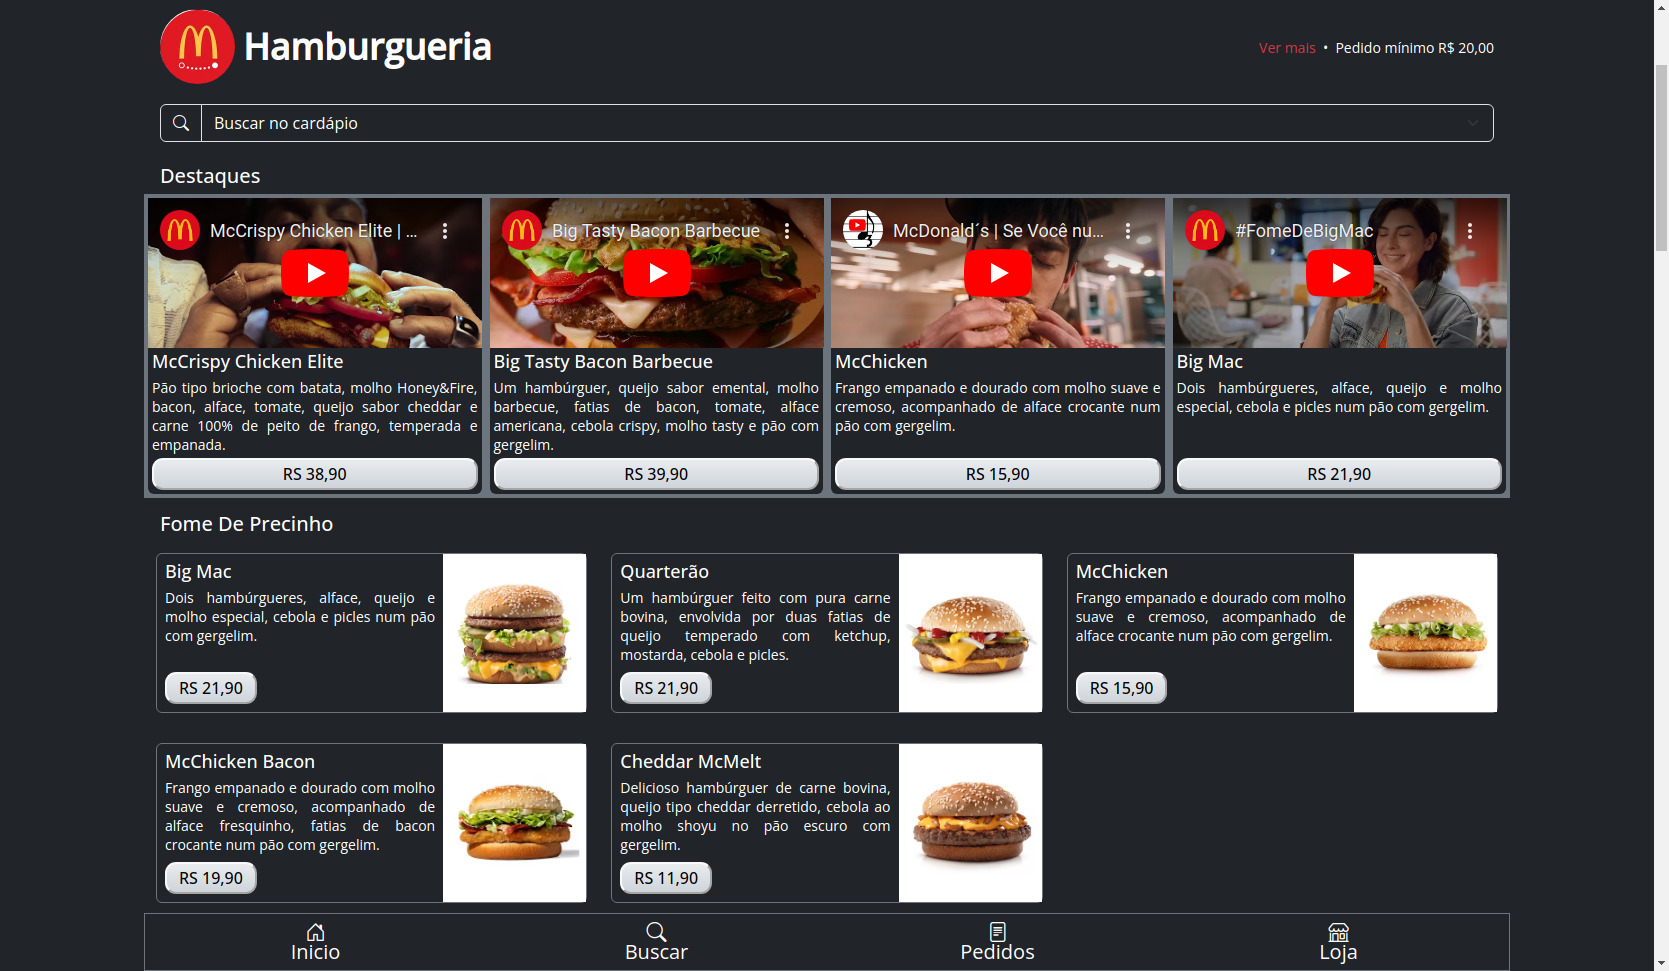 Hamburgueria
Ver mais • Pedido mínimo R$ 20,00
Buscar no cardápio
Destaques
McCrispy Chicken Elite | ...
McCrispy Chicken Elite
Pão tipo brioche com batata, molho Honey&Fire,
bacon, alface, tomate, queijo sabor cheddar e
carne 100% de peito de frango, temperada e
empanada.
RS 38,90
Big Tasty Bacon Barbecue
Big Tasty Bacon Barbecue
Um hambúrguer, queijo sabor emental, molho
barbecue, fatias de bacon, tomate, alface
americana, cebola crispy, molho tasty e pão com
gergelim.
RS 39,90
McDonald´s | Se Você nu...
McChicken
Frango empanado e dourado com molho suave e
cremoso, acompanhado de alface crocante num
pão com gergelim.
RS 15,90
#FomeDeBigMac
Big Mac
Dois hambúrgueres, alface, queijo e molho
especial, cebola e picles num pão com gergelim.
RS 21,90
Fome De Precinho
Big Mac
Dois hambúrgueres, alface, queijo e
molho especial, cebola e picles num pão
com gergelim.
RS 21,90
Quarterão
Um hambúrguer feito com pura carne
bovina, envolvida por duas fatias de
queijo temperado com ketchup,
mostarda, cebola e picles.
RS 21,90
McChicken
Frango empanado e dourado com molho
suave e cremoso, acompanhado de
alface crocante num pão com gergelim.
RS 15,90
McChicken Bacon
Frango empanado e dourado com molho
suave e cremoso, acompanhado de
alface fresquinho, fatias de bacon
crocante num pão com gergelim.
RS 19,90
Cheddar McMelt
Delicioso hambúrguer de carne bovina,
queijo tipo cheddar derretido, cebola ao
molho shoyu no pão escuro com
gergelim.
RS 11,90
Inicio
Buscar
Pedidos
Loja